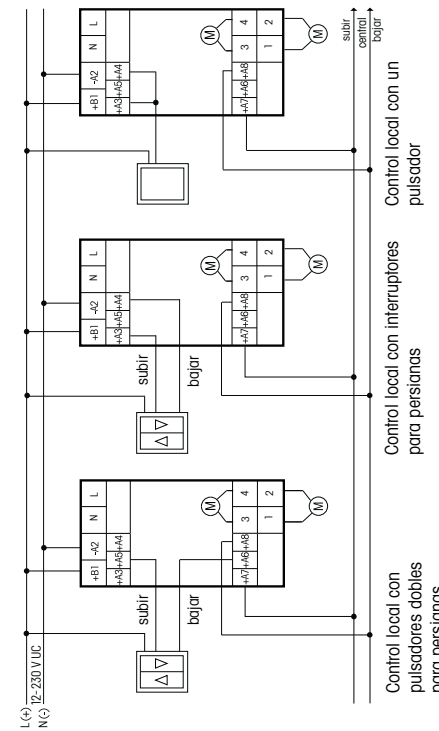 L(+)
12-230 V UC
N(-)
+B1 -A2 N L
+A3+A5+A4
M
3 4
1 2
M
+A7+A6+A8
subir
bajar
Control local con
pulsadores dobles
para persianas
+B1 -A2 N L
+A3+A5+A4
M
3 4
1 2
M
+A7+A6+A8
subir
bajar
Control local con interruptores
para persianas
+B1 -A2 N L
+A3+A5+A4
M
3 4
1 2
M
+A7+A6+A8
Control local con un
pulsador
subir
central
bajar